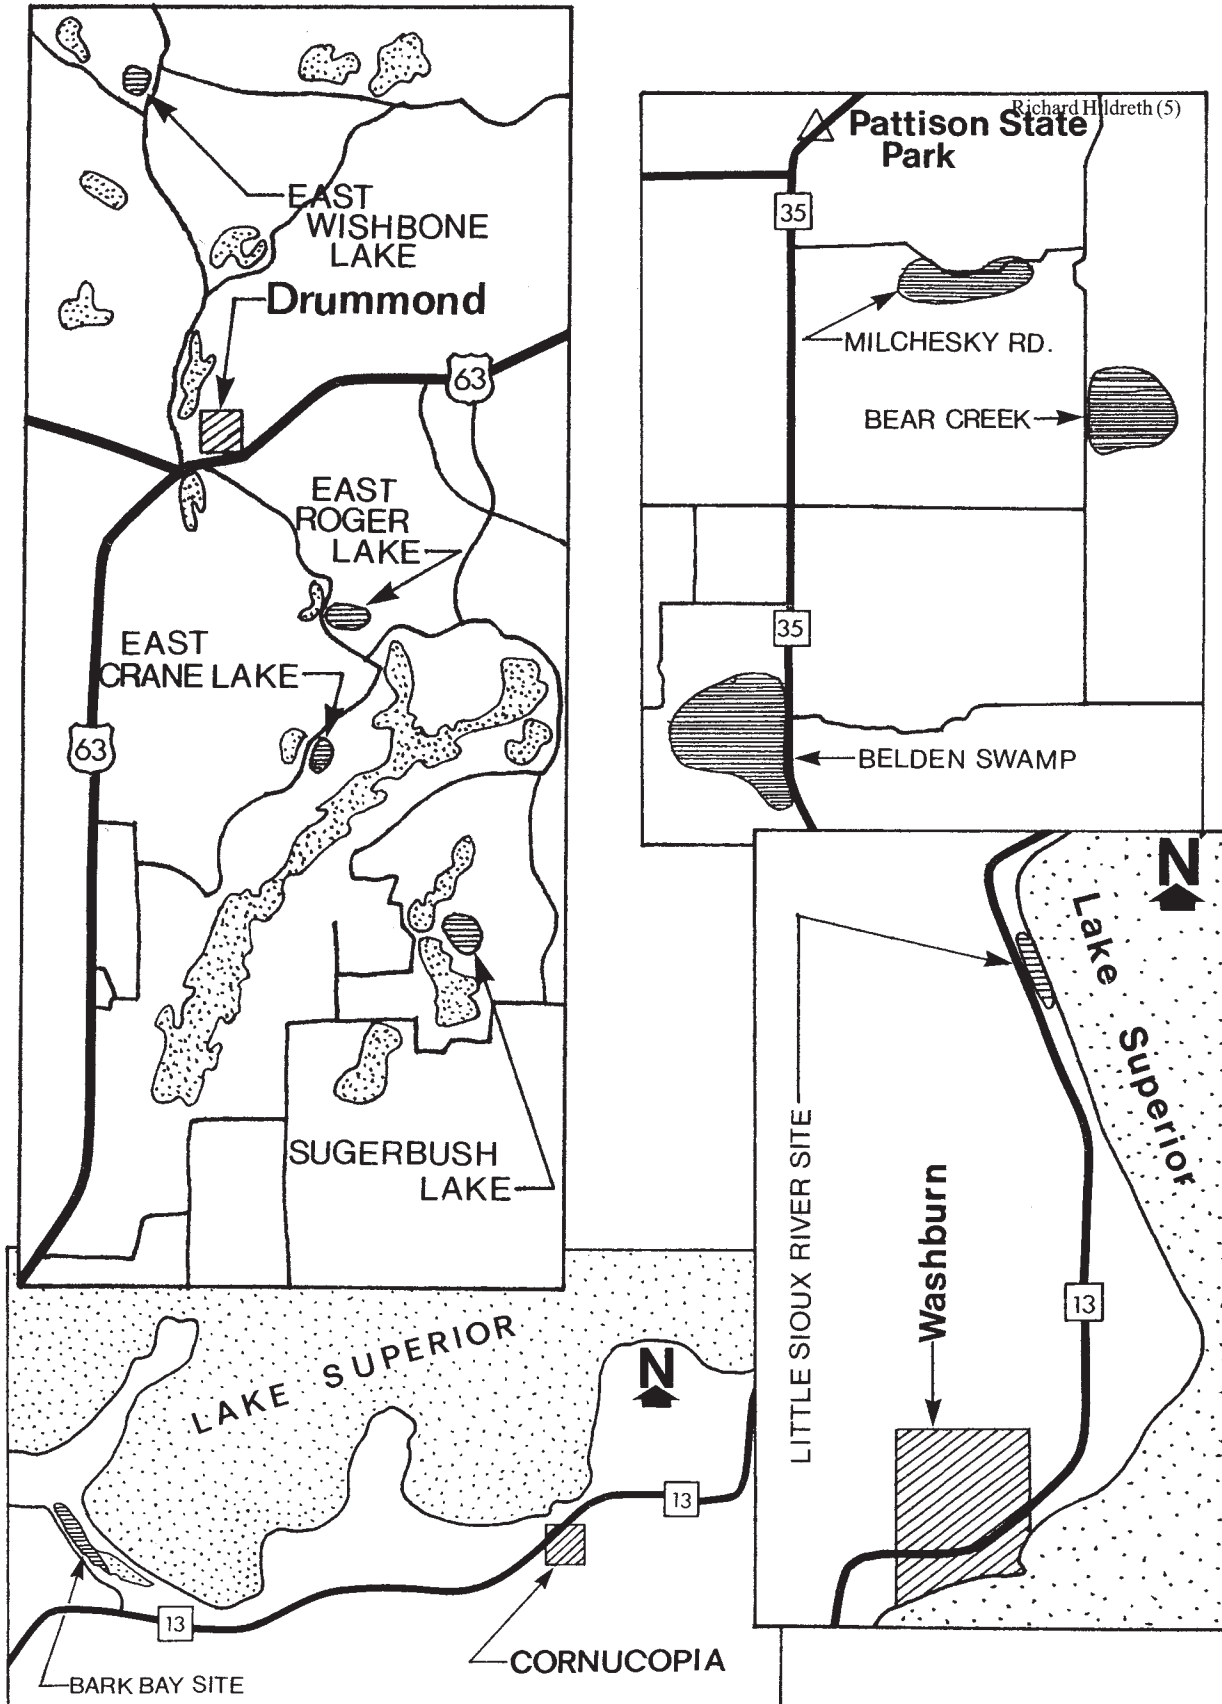 EAST
WISHBONE
LAKE
Drummond
63
EAST
ROGER
LAKE
EAST
CRANE LAKE
63
SUGERBUSH
LAKE
Richard Hildreth (5)
Pattison State
Park
35
MILCHESKY RD.
BEAR CREEK
35
BELDEN SWAMP
N
Lake Superior
LITTLE SIOUX RIVER SITE
Washburn
13
LAKE SUPERIOR
N
13
13
CORNUCOPIA
BARK BAY SITE